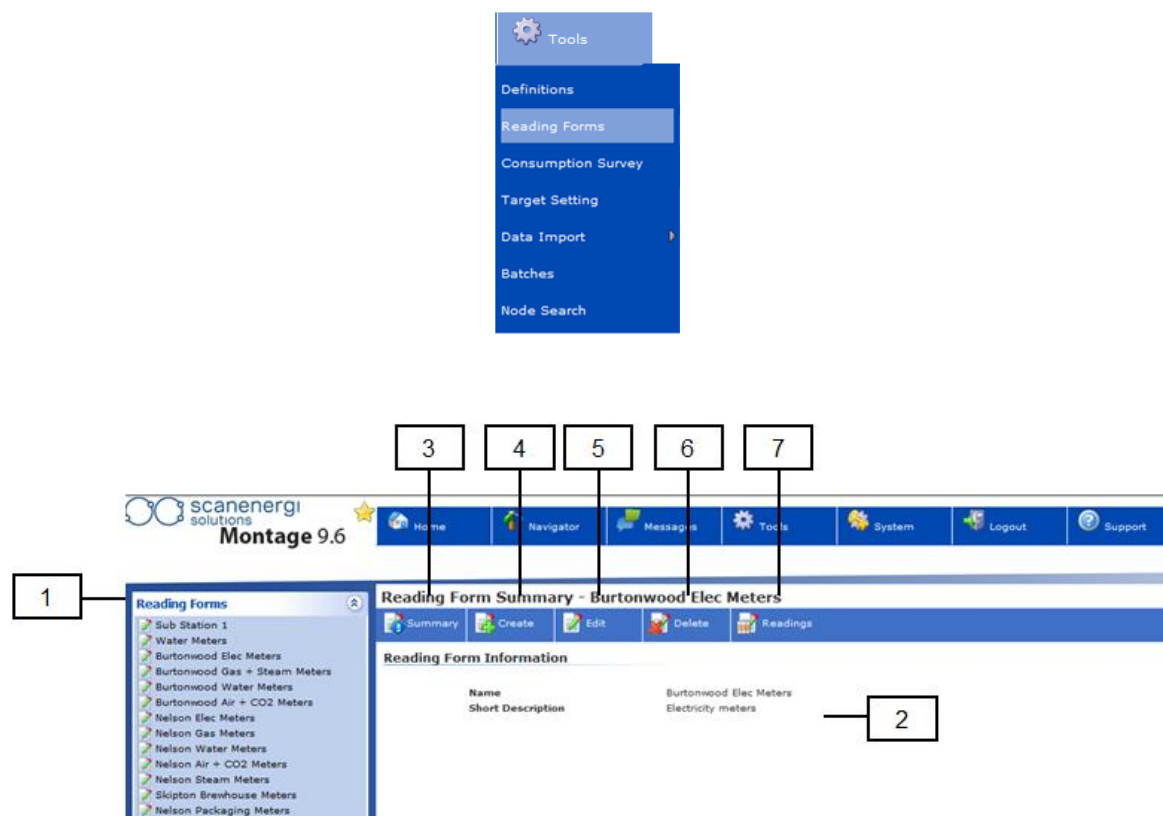 Tools
Definitions
Reading Forms
Consumption Survey
Target Setting
Data Import
Batches
Node Search
3 4 5 6 7
scanenergi
solutions
Montage 9.6
Home Navigator Messages Tools System Logout Support
1
Reading Forms
Sub Station 1
Water Meters
Burtonwood Elec Meters
Burtonwood Gas + Steam Meters
Burtonwood Water Meters
Burtonwood Air + CO2 Meters
Nelson Elec Meters
Nelson Gas Meters
Nelson Water Meters
Nelson Air + CO2 Meters
Nelson Steam Meters
Skipton Brewhouse Meters
Nelson Packaging Meters
Reading Form Summary - Burtonwood Elec Meters
Summary Create Edit Delete Readings
Reading Form Information
Name Burtonwood Elec Meters
Short Description Electricity meters
2